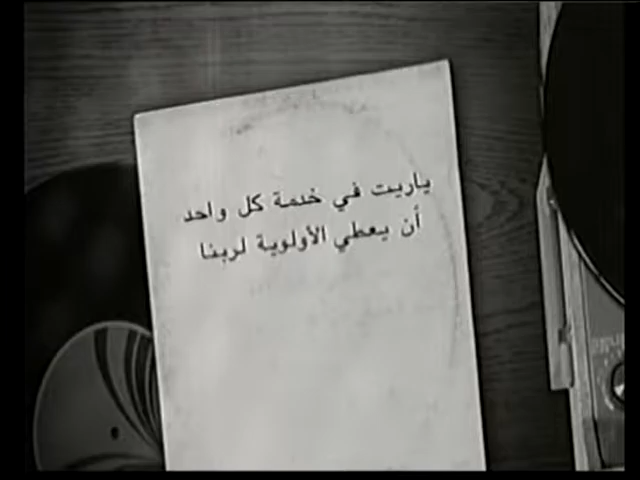 ياريت في خدمة كل واحد
أن يعطي الأولوية لربنا